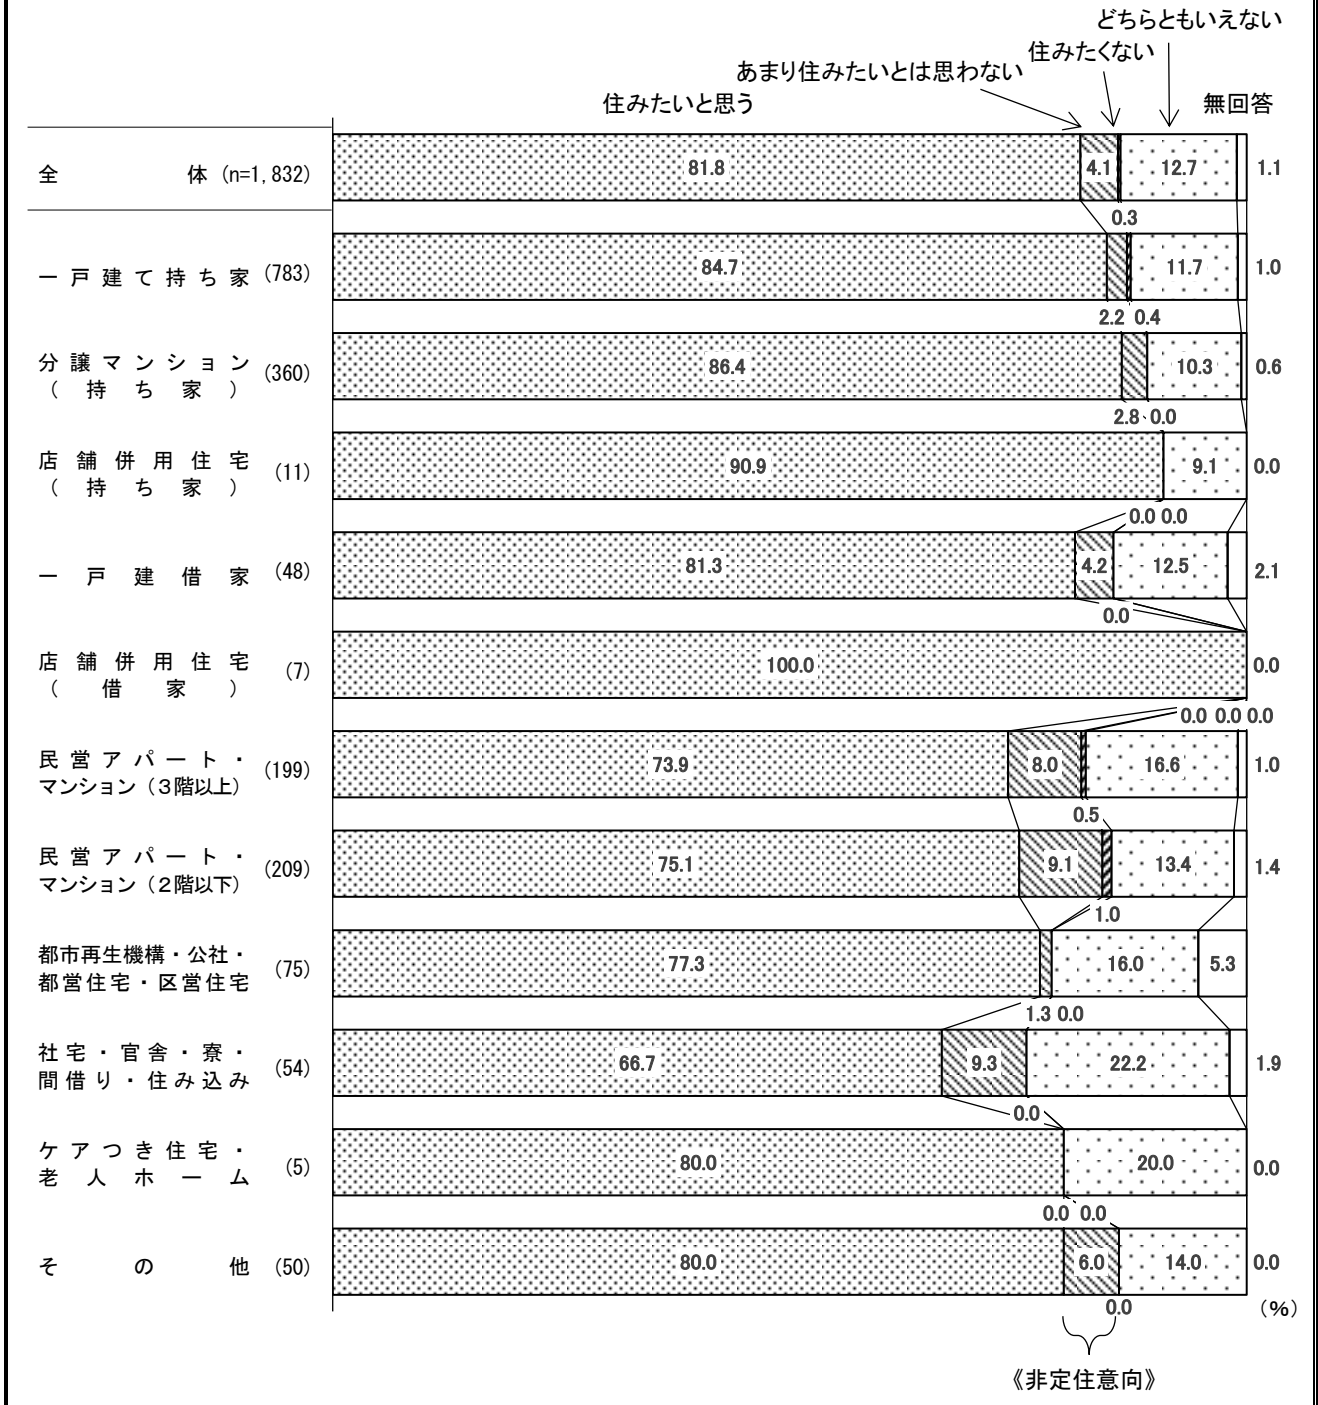 どちらともいえない
住みたくない
あまり住みたいとは思わない
住みたいと思う 無回答
全体 (n=1,832) 81.8 4.1 12.7 1.1
0.3
一戸建て持ち家 (783) 84.7 11.7 1.0
2.2 0.4
分譲マンション
(持ち家) (360) 86.4 10.3 0.6
2.8 0.0
店舗併用住宅
(持ち家) (11) 90.9 9.1 0.0
0.0 0.0
一戸建借家 (48) 81.3 4.2 12.5 2.1
0.0
店舗併用住宅
(借家) (7) 100.0 0.0
0.0 0.0 0.0
民営アパート・
マンション(3階以上) (199) 73.9 8.0 16.6 1.0
0.5
民営アパート・
マンション(2階以下) (209) 75.1 9.1 13.4 1.4
1.0
都市再生機構・公社・
都営住宅・区営住宅 (75) 77.3 16.0 5.3
1.3 0.0
社宅・官舎・寮・
間借り・住み込み (54) 66.7 9.3 22.2 1.9
0.0
ケアつき住宅・
老人ホーム (5) 80.0 20.0 0.0
0.0 0.0
その他 (50) 80.0 6.0 14.0 0.0
0.0 (%)
《非定住意向》